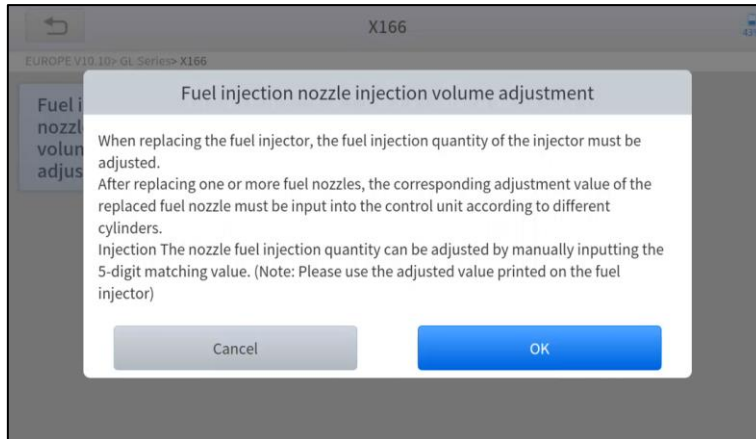 X166
EUROPE V10.10> GL Series> X166
Fuel i
nozzl
volun
adjus
Fuel injection nozzle injection volume adjustment
When replacing the fuel injector, the fuel injection quantity of the injector must be
adjusted.
After replacing one or more fuel nozzles, the corresponding adjustment value of the
replaced fuel nozzle must be input into the control unit according to different
cylinders.
Injection The nozzle fuel injection quantity can be adjusted by manually inputting the
5-digit matching value. (Note: Please use the adjusted value printed on the fuel
injector)
Cancel
OK